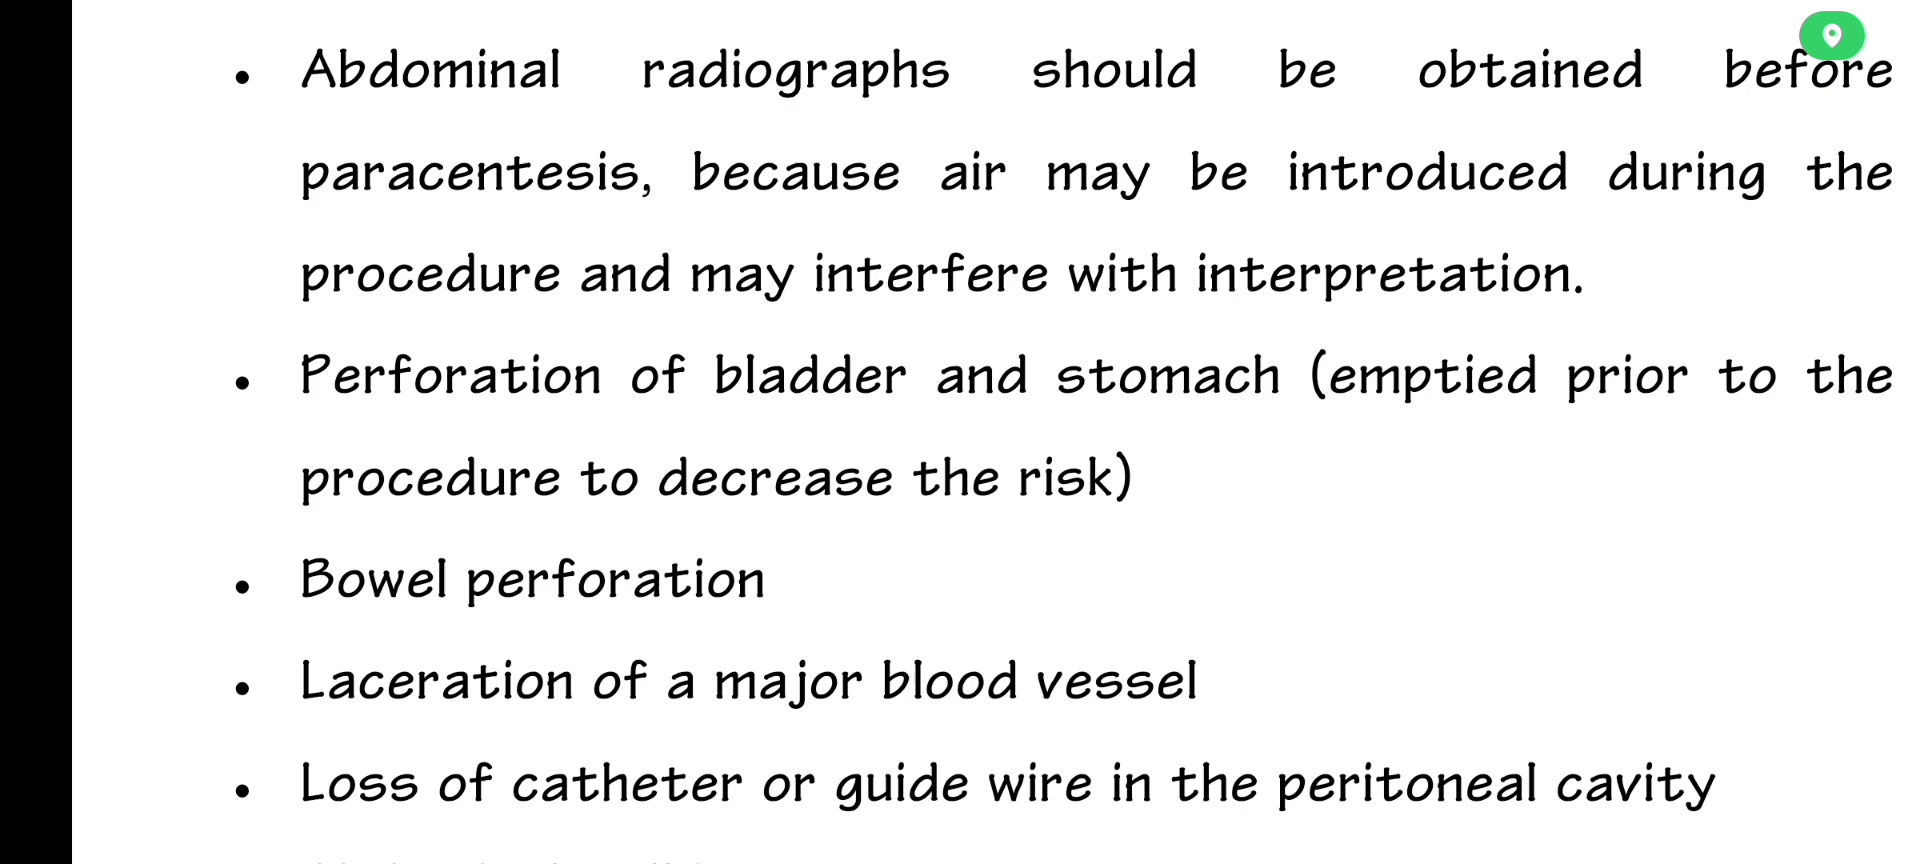 • Abdominal radiographs should be obtained before
paracentesis, because air may be introduced during the
procedure and may interfere with interpretation.
• Perforation of bladder and stomach (emptied prior to the
procedure to decrease the risk)
• Bowel perforation
• Laceration of a major blood vessel
• Loss of catheter or guide wire in the peritoneal cavity